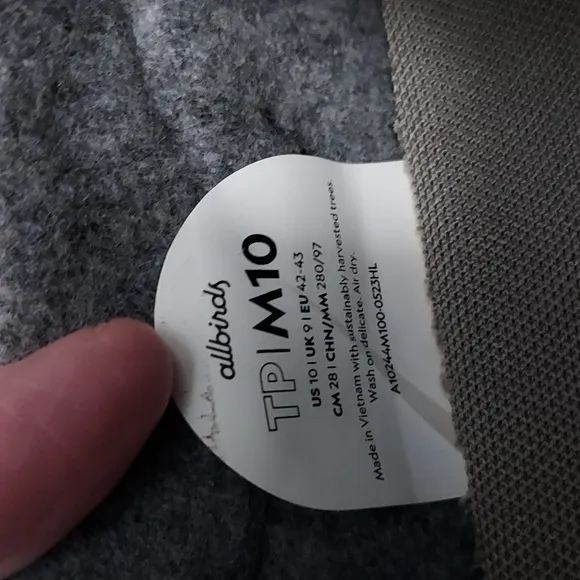 allbirds
TP|M10
US 10 | UK 9 | EU 42-43
CM 28 | CHN/MM 280/97
Made in Vietnam with sustainably harvested trees.
Wash on delicate. Air dry.
A10244M100-0523HL